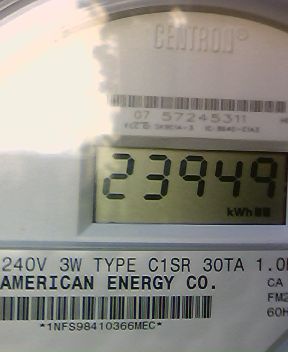 CENTRON®
07 57245311
23949
kWh
240V 3W TYPE C1SR 30TA 1.0
AMERICAN ENERGY CO.
CA
FM2
60H
*1NFS98410366MEC*